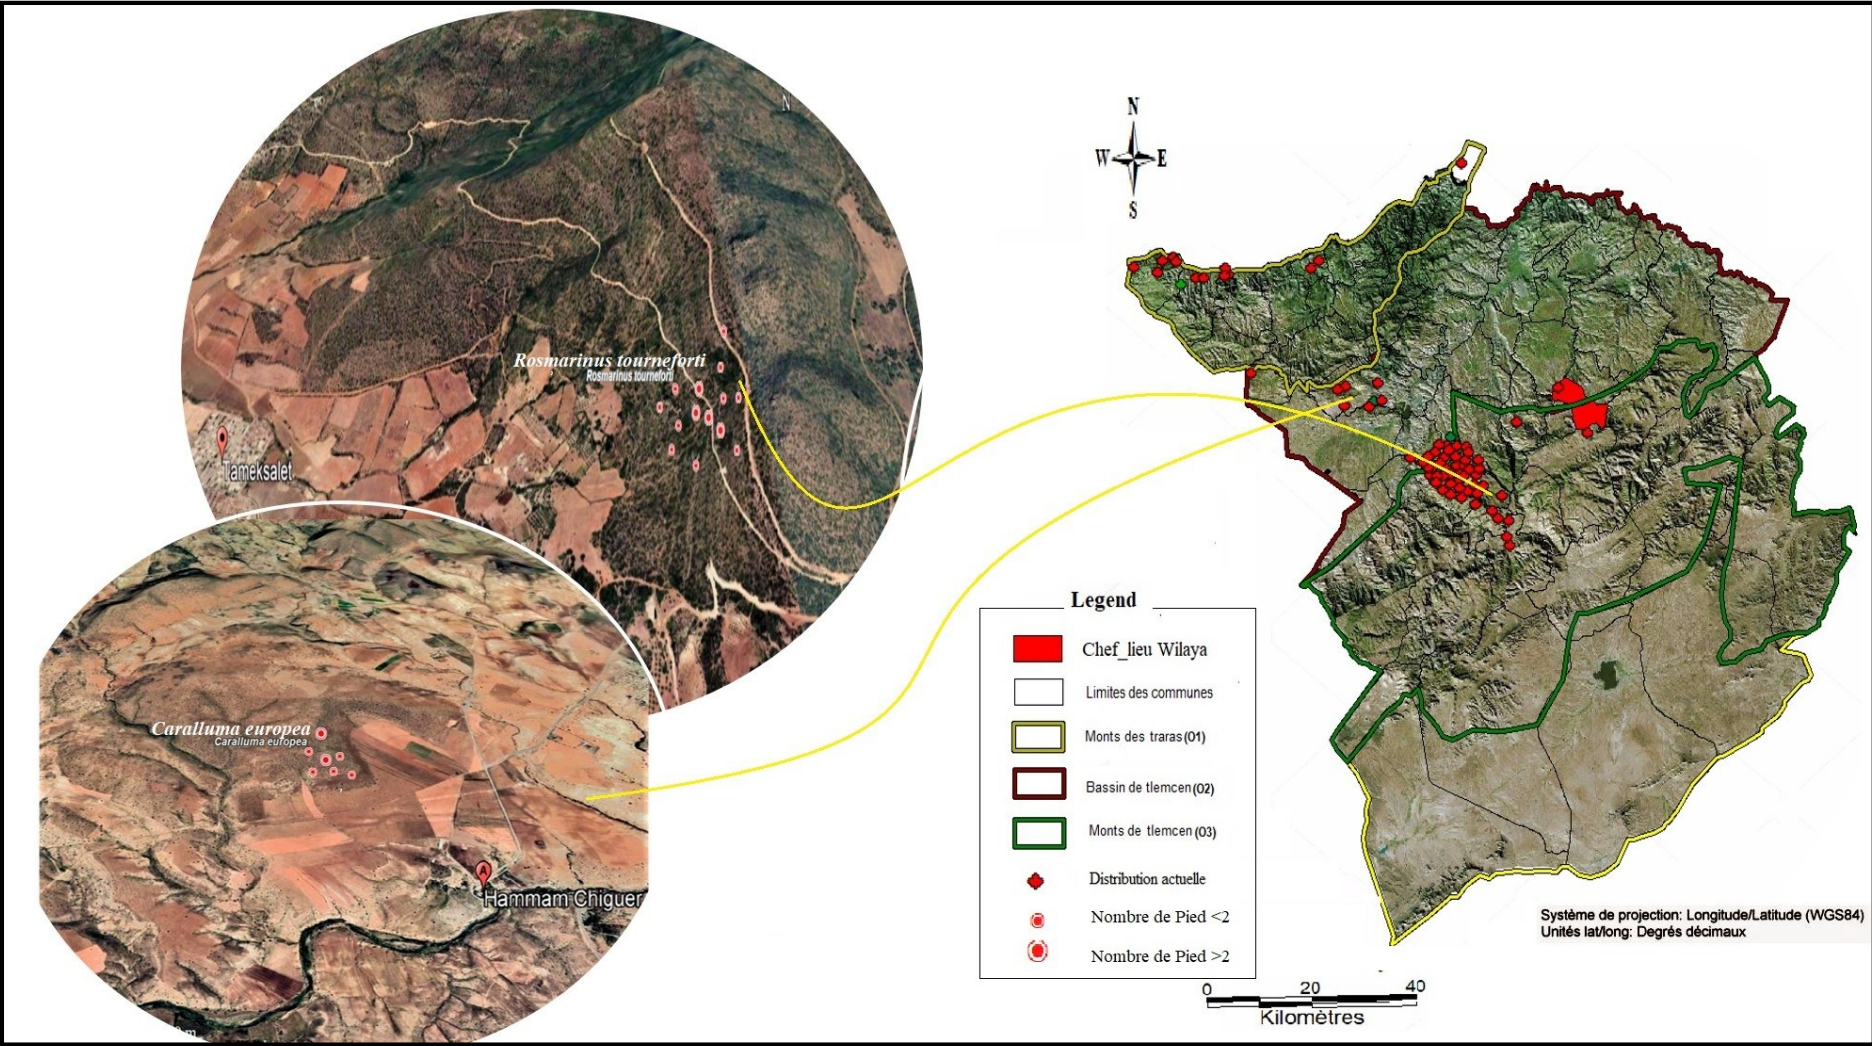 N
Rosmarinus tourneforti
Rosmarinus tourneforti
Tameksalet
Caralluma europea
Caralluma europea
A
Hammam Chiguer
N
W E
S
Legend
Chef_lieu Wilaya
Limites des communes
Monts des traras(01)
Bassin de tlemcen(02)
Monts de tlemcen(03)
Distribution actuelle
Nombre de Pied <2
Nombre de Pied >2
Système de projection: Longitude/Latitude (WGS84)
Unités lat/long: Degrés décimaux
0 20 40
Kilomètres